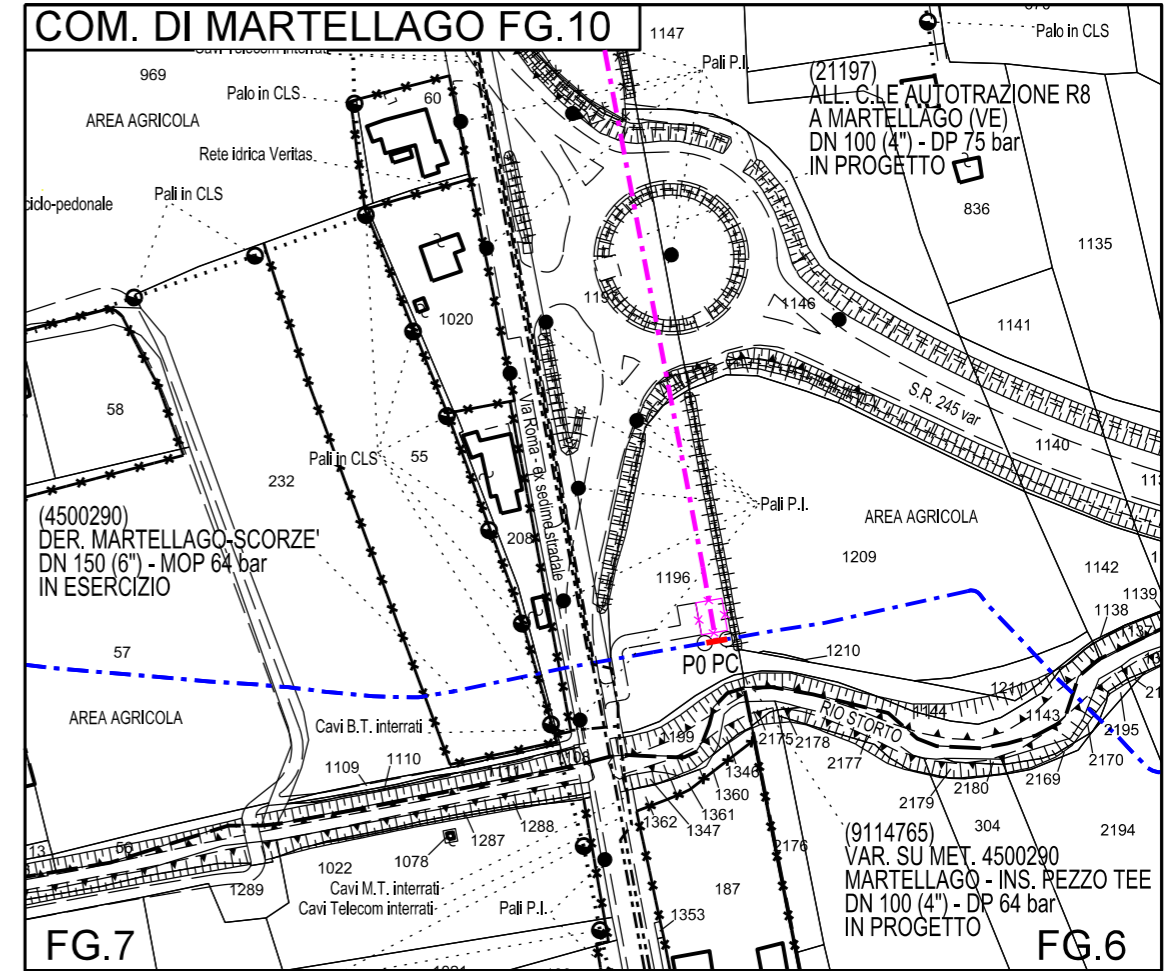 COM. DI MARTELLAGO FG.10
1147
Palo in CLS
969
Pali P.I.
(21197)
ALL. C.LE AUTOTRAZIONE R8
A MARTELLAGO (VE)
DN 100 (4") - DP 75 bar
IN PROGETTO
Palo in CLS
60
AREA AGRICOLA
Rete idrica Veritas
Pali in CLS
ciclo-pedonale
836
1135
1146
1020
1141
58
S.R. 245 var
1140
Via Roma - ex sedime stradale
Pali in CLS
55
232
Pali P.I.
AREA AGRICOLA
(4500290)
DER. MARTELLAGO-SCORZE'
DN 150 (6") - MOP 64 bar
IN ESERCIZIO
208
1209
1196
1142
1139
1138
1137
57
P0 PC
1210
AREA AGRICOLA
1211
1144
1143
Cavi B.T. interrati
RIO STORTO
1199
2175
2178
2195
1109
1110
2177
2170
2169
1346
1360
1361
1347
1362
2179
2180
56
1288
1287
1078
2176
304
2194
(9114765)
VAR. SU MET. 4500290
MARTELLAGO - INS. PEZZO TEE
DN 100 (4") - DP 64 bar
IN PROGETTO
1022
1289
Cavi M.T. interrati
Cavi Telecom interrati
Pali P.I.
187
1353
FG.7
FG.6